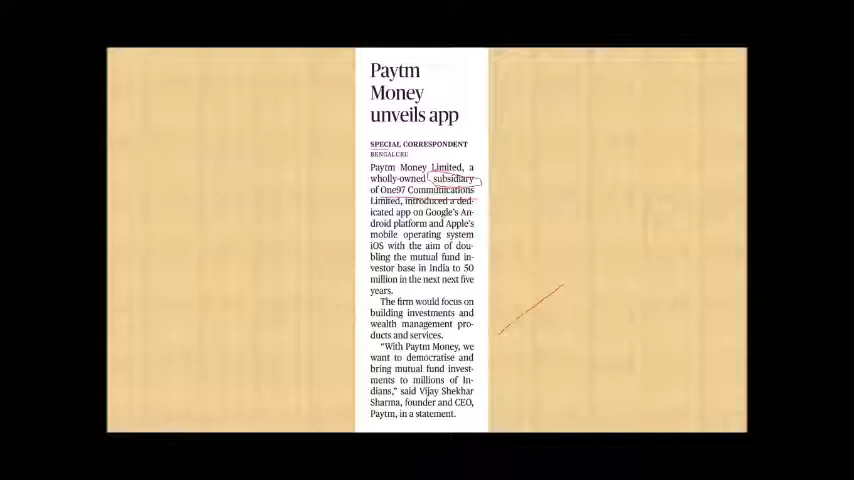 Paytm
Money
unveils app
SPECIAL CORRESPONDENT
BENGALURU
Paytm Money Limited, a
wholly-owned subsidiary
of One97 Communications
Limited, introduced a ded-
icated app on Google's An-
droid platform and Apple's
mobile operating system
iOS with the aim of dou-
bling the mutual fund in-
vestor base in India to 50
million in the next next five
years.
The firm would focus on
building investments and
wealth management pro-
ducts and services.
"With Paytm Money, we
want to democratise and
bring mutual fund invest-
ments to millions of In-
dians," said Vijay Shekhar
Sharma, founder and CEO,
Paytm, in a statement.